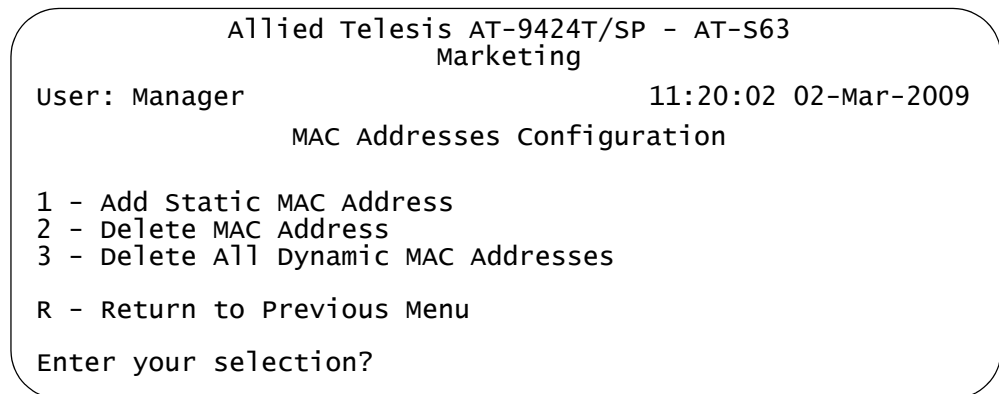 Allied Telesis AT-9424T/SP - AT-S63
Marketing
User: Manager 11:20:02 02-Mar-2009
MAC Addresses Configuration
1 - Add Static MAC Address
2 - Delete MAC Address
3 - Delete All Dynamic MAC Addresses
R - Return to Previous Menu
Enter your selection?